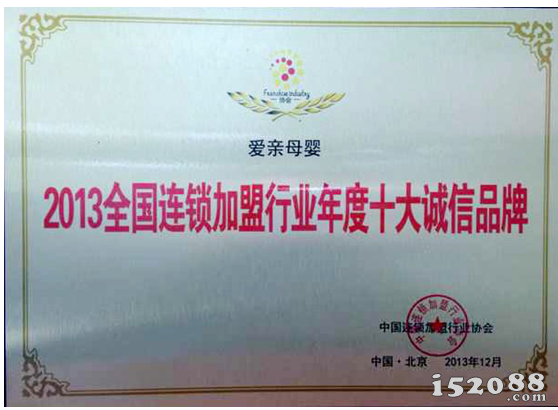 Franchise Industry
协会
爱亲母婴
2013全国连锁加盟行业年度十大诚信品牌
中国连锁加盟行业协会
中国·北京 2013年12月
i52088
.com